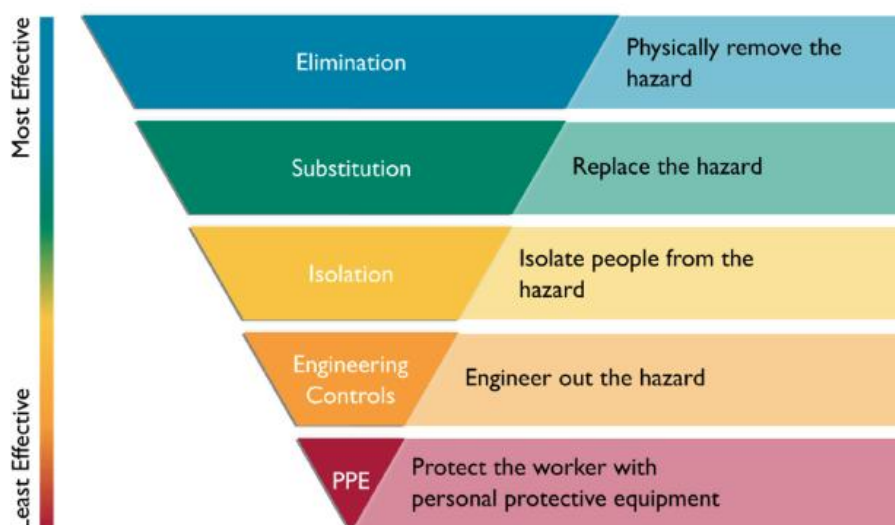 Most Effective
Least Effective
Elimination
Physically remove the
hazard
Substitution
Replace the hazard
Isolation
Isolate people from the
hazard
Engineering
Controls
Engineer out the hazard
PPE
Protect the worker with
personal protective equipment